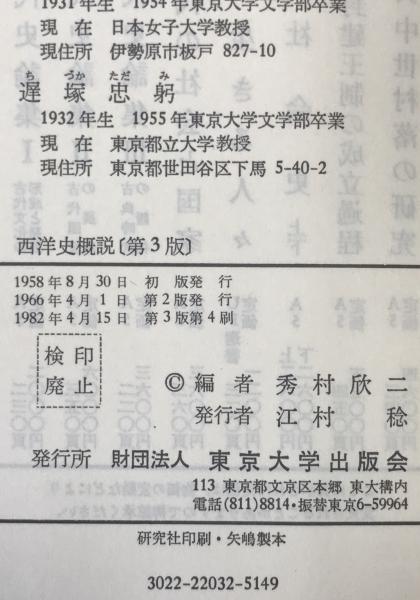 1931年生　1954年東京大学文学部卒業
現　在　日本女子大学教授
現住所　伊勢原市板戸 827-10
ち づか ただ み
遅 塚 忠 躬
1932年生　1955年東京大学文学部卒業
現　在　東京都立大学教授
現住所　東京都世田谷区下馬 5-40-2
西洋史概説〔第3版〕
1958年8月30日　初　版発　行
1966年4月1日　第2版発　行
1982年4月15日　第3版第4刷
検印
廃止
© 編　者　秀村欣二
発行者　江村　稔
発行所　財団法人　東京大学出版会
113 東京都文京区本郷 東大構内
電話(811)8814・振替東京6-59964
研究社印刷・矢嶋製本
3022-22032-5149